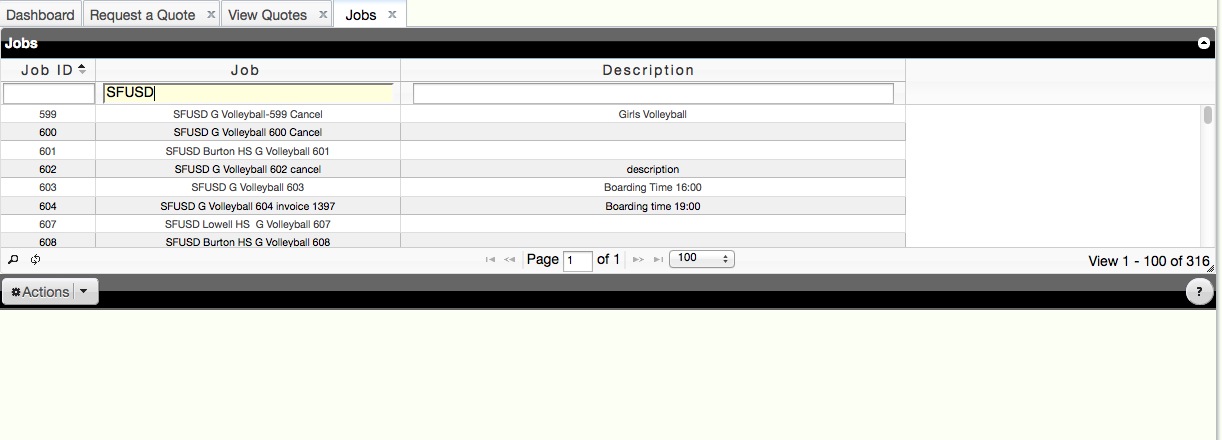 Dashboard Request a Quote x View Quotes x Jobs x
Jobs
Job ID Job Description
SFUSD
599 SFUSD G Volleyball-599 Cancel Girls Volleyball
600 SFUSD G Volleyball 600 Cancel
601 SFUSD Burton HS G Volleyball 601
602 SFUSD G Volleyball 602 cancel description
603 SFUSD G Volleyball 603 Boarding Time 16:00
604 SFUSD G Volleyball 604 invoice 1397 Boarding time 19:00
607 SFUSD Lowell HS  G Volleyball 607
608 SFUSD Burton HS G Volleyball 608
Page 1 of 1 100 View 1 - 100 of 316
Actions ?